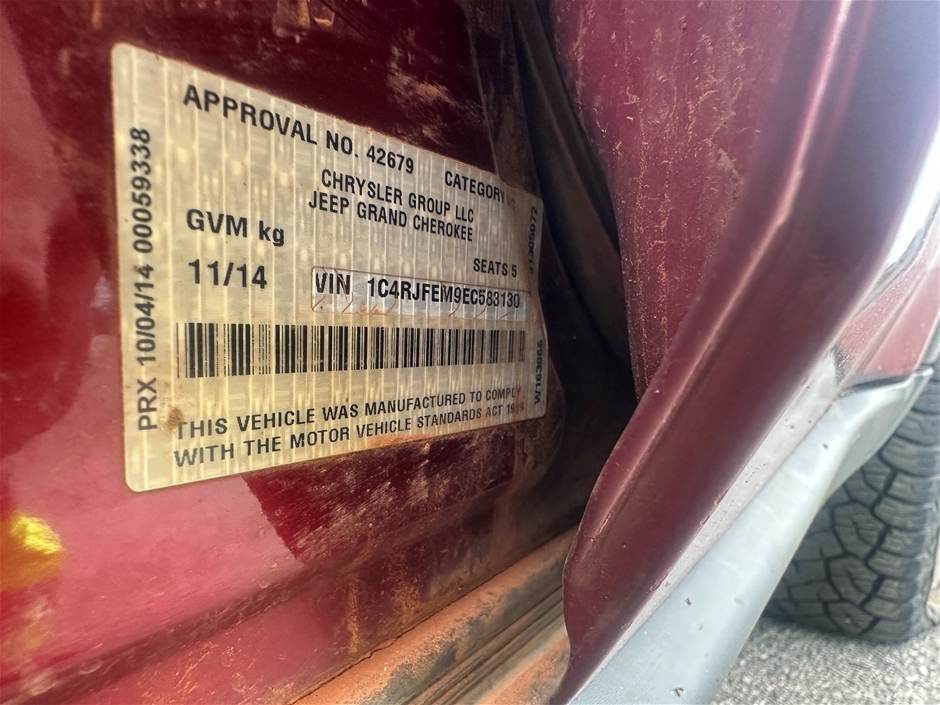 APPROVAL NO. 42679 CATEGORY
CHRYSLER GROUP LLC
JEEP GRAND CHEROKEE
GVM kg
SEATS 5
11/14
VIN 1C4RJFEM9EC583130
THIS VEHICLE WAS MANUFACTURED TO COMPLY
WITH THE MOTOR VEHICLE STANDARDS ACT
PRX 10/04/14 00059338
W163866